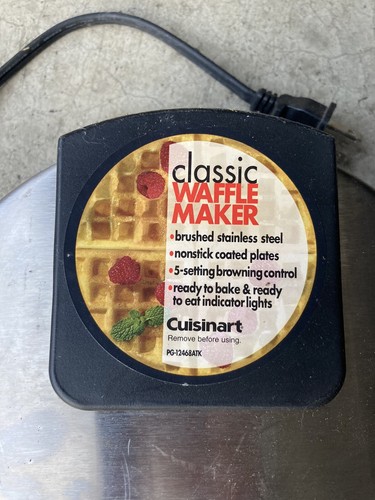 classic
WAFFLE
MAKER
•brushed stainless steel
•nonstick coated plates
•5-setting browning control
•ready to bake & ready
to eat indicator lights
Cuisinart
Remove before using.
PG-12468ATK